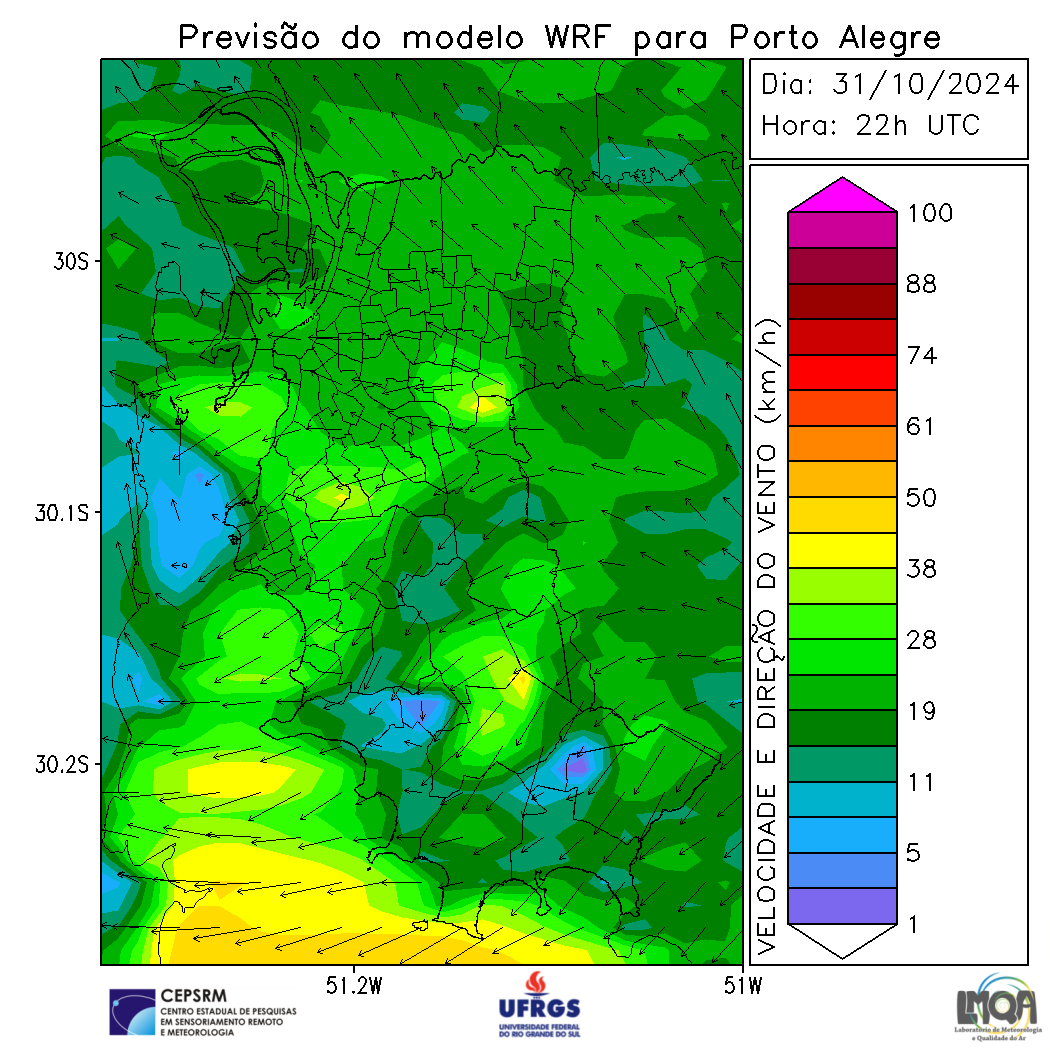 Previsão do modelo WRF para Porto Alegre
Dia: 31/10/2024
Hora: 22h UTC
30S
30.1S
30.2S
51.2W
51W
VELOCIDADE E DIREÇÃO DO VENTO (km/h)
100
88
74
61
50
38
28
19
11
5
1
CEPSRM
CENTRO ESTADUAL DE PESQUISAS
EM SENSORIAMENTO REMOTO
E METEOROLOGIA
UFRGS
UNIVERSIDADE FEDERAL
DO RIO GRANDE DO SUL
LMQA
Laboratório de Meteorologia
e Qualidade do Ar